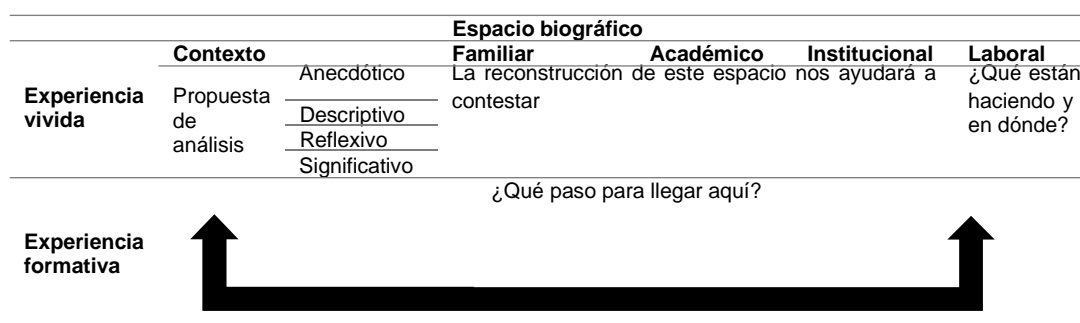 Espacio biográfico
Contexto Familiar Académico Institucional Laboral
Experiencia vivida
Propuesta de análisis
Anecdótico
Descriptivo
Reflexivo
Significativo
La reconstrucción de este espacio nos ayudará a
contestar
¿Qué están
haciendo y
en dónde?
¿Qué paso para llegar aquí?
Experiencia
formativa